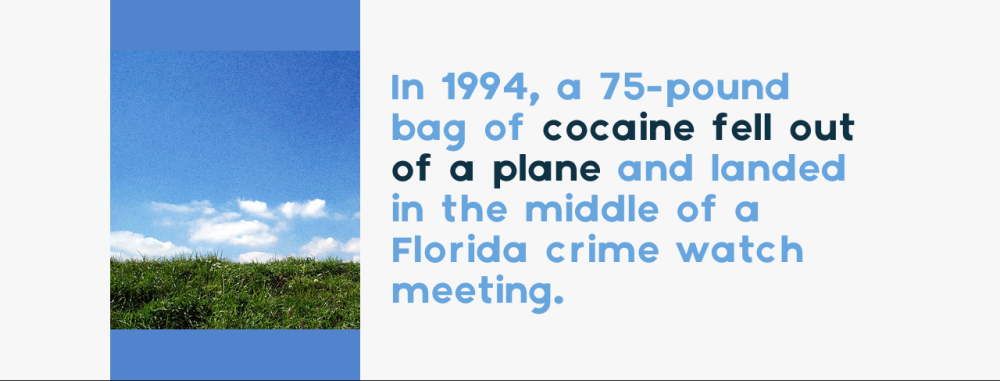 In 1994, a 75-pound
bag of cocaine fell out
of a plane and landed
in the middle of a
Florida crime watch
meeting.